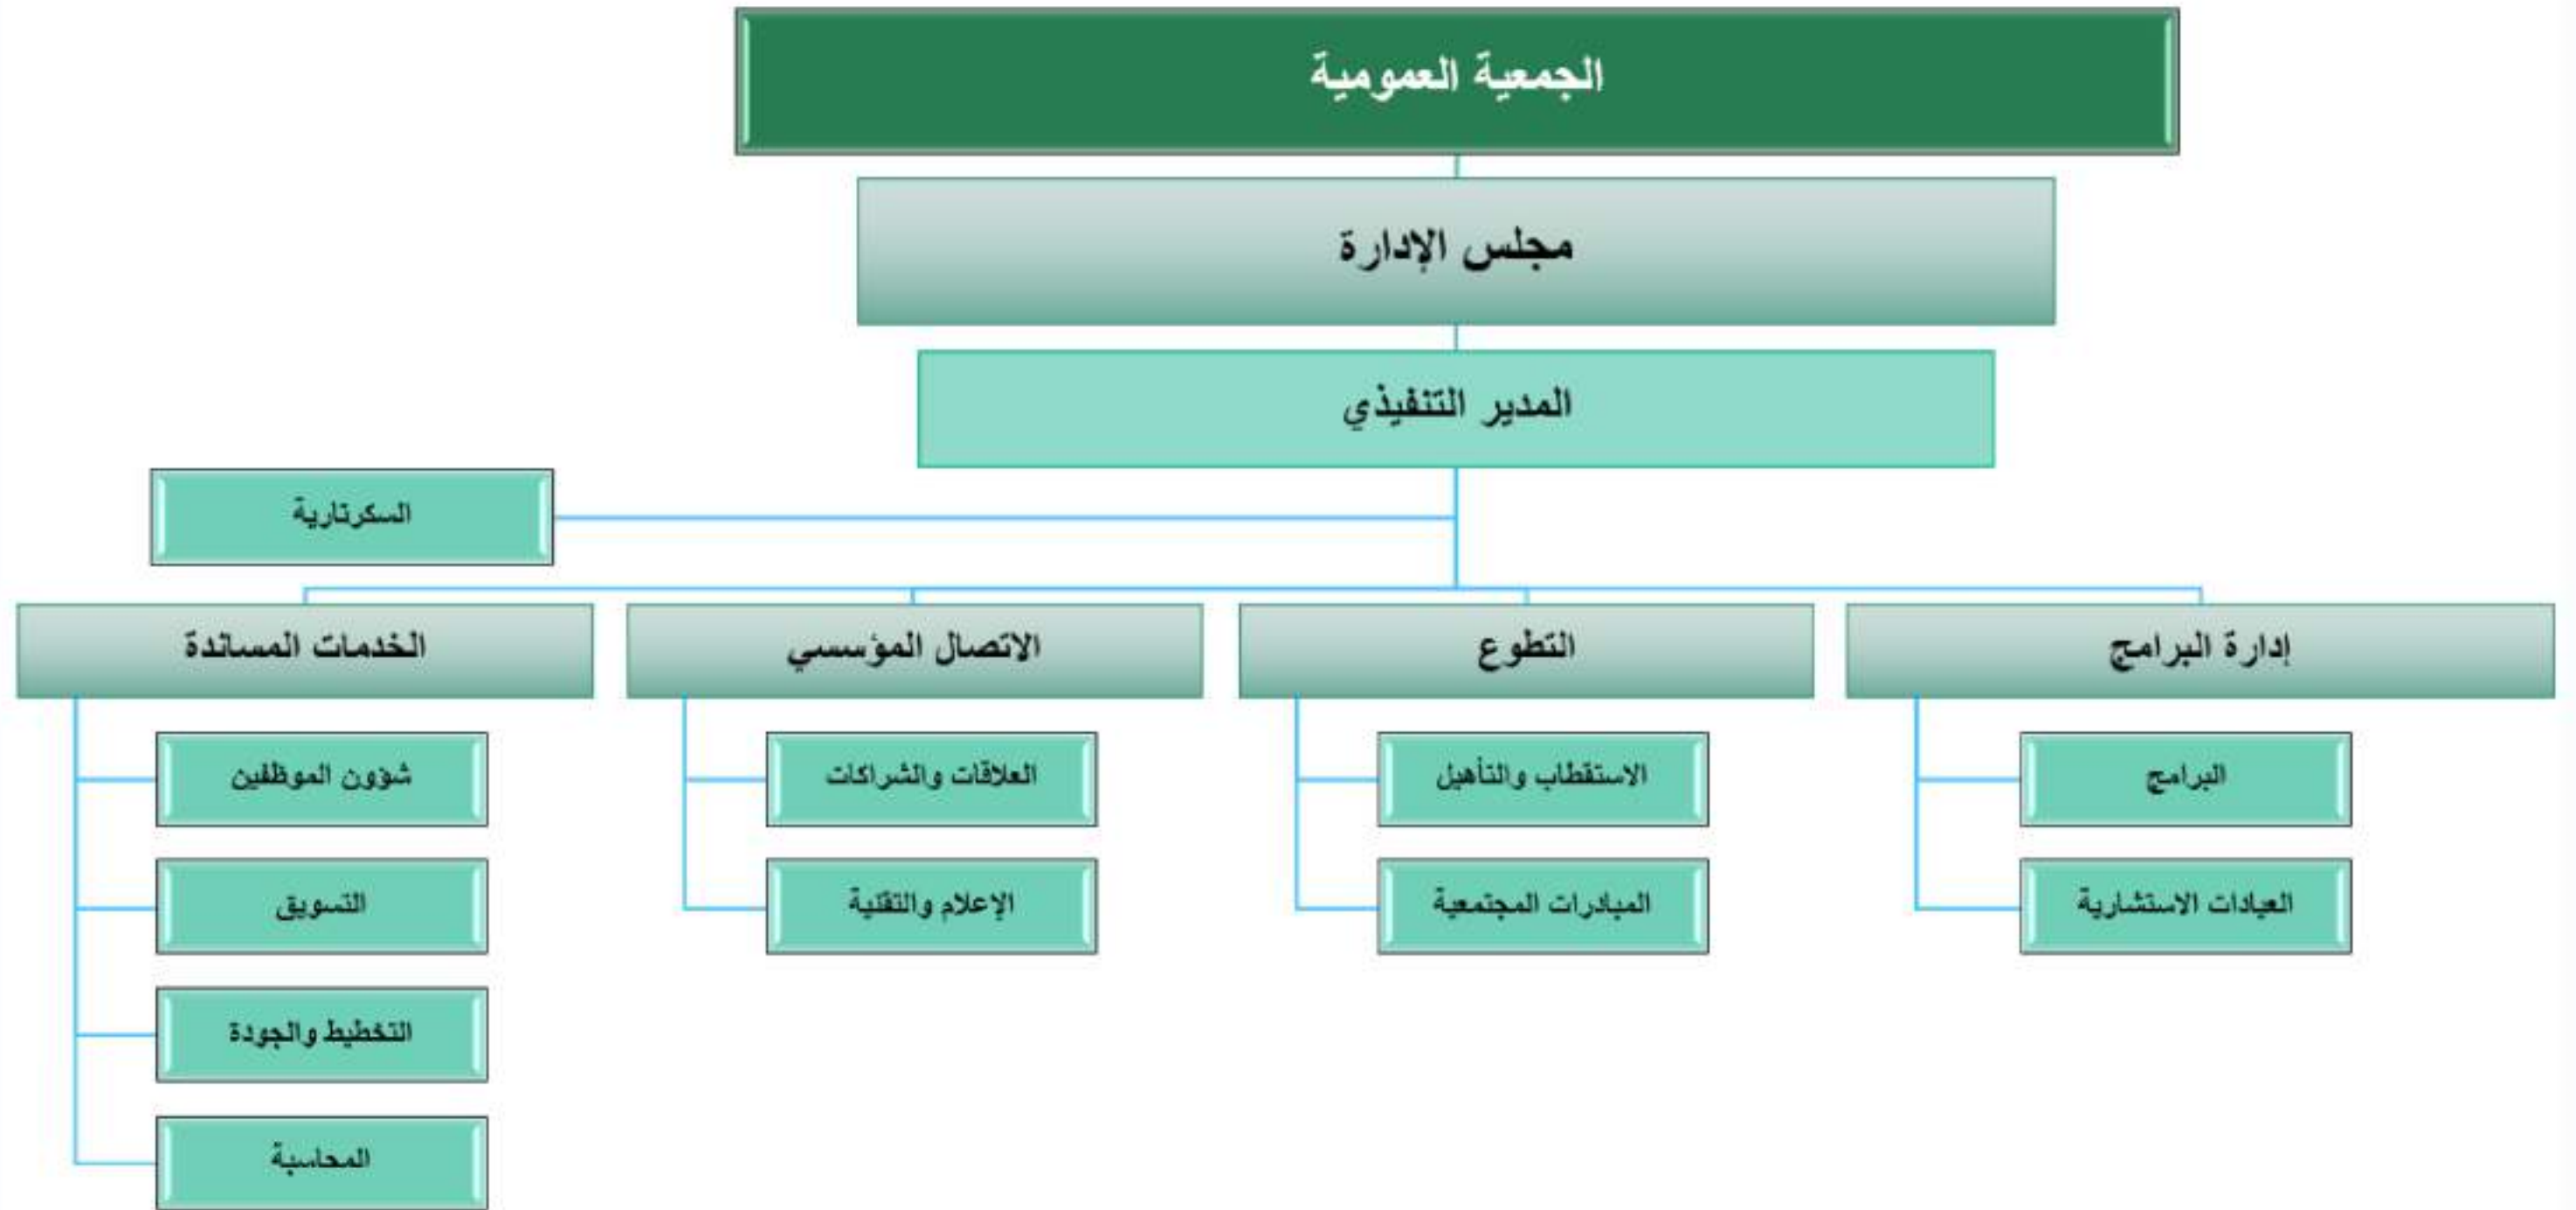 الجمعية العمومية
مجلس الإدارة
المدير التنفيذي
السكرتارية
إدارة البرامج
التطوع
الاتصال المؤسسي
الخدمات المساندة
البرامج
الاستقطاب والتأهيل
العلاقات والشراكات
شؤون الموظفين
العيادات الاستشارية
المبادرات المجتمعية
الإعلام والتقنية
التسويق
التخطيط والجودة
المحاسبة